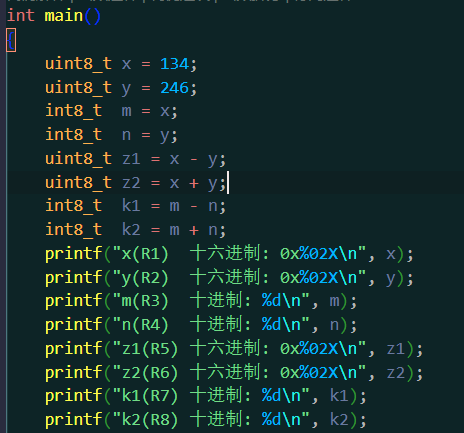 int main()
{
    uint8_t x = 134;
    uint8_t y = 246;
    int8_t  m = x;
    int8_t  n = y;
    uint8_t z1 = x - y;
    uint8_t z2 = x + y;
    int8_t  k1 = m - n;
    int8_t  k2 = m + n;
    printf("x(R1)  十六进制: 0x%02X\n", x);
    printf("y(R2)  十六进制: 0x%02X\n", y);
    printf("m(R3)  十进制: %d\n", m);
    printf("n(R4)  十进制: %d\n", n);
    printf("z1(R5) 十六进制: 0x%02X\n", z1);
    printf("z2(R6) 十六进制: 0x%02X\n", z2);
    printf("k1(R7) 十进制: %d\n", k1);
    printf("k2(R8) 十进制: %d\n", k2);